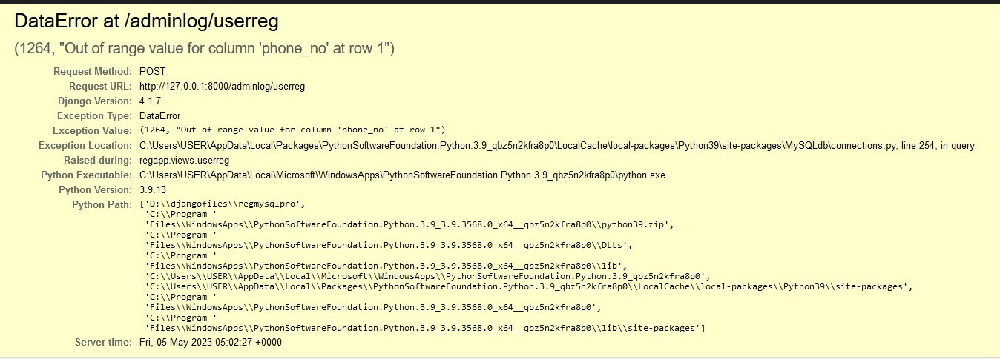 DataError at /adminlog/userreg
(1264, "Out of range value for column 'phone_no' at row 1")
Request Method: POST
Request URL: http://127.0.0.1:8000/adminlog/userreg
Django Version: 4.1.7
Exception Type: DataError
Exception Value: (1264, "Out of range value for column 'phone_no' at row 1")
Exception Location: C:\Users\USER\AppData\Local\Packages\PythonSoftwareFoundation.Python.3.9_qbz5n2kfra8p0\LocalCache\local-packages\Python39\site-packages\MySQLdb\connections.py, line 254, in query
Raised during: regapp.views.userreg
Python Executable: C:\Users\USER\AppData\Local\Microsoft\WindowsApps\PythonSoftwareFoundation.Python.3.9_qbz5n2kfra8p0\python.exe
Python Version: 3.9.13
Python Path: ['D:\\djangofiles\\regmysqlpro',
'C:\\Program '
'Files\\WindowsApps\\PythonSoftwareFoundation.Python.3.9_3.9.3568.0_x64__qbz5n2kfra8p0\\python39.zip',
'C:\\Program '
'Files\\WindowsApps\\PythonSoftwareFoundation.Python.3.9_3.9.3568.0_x64__qbz5n2kfra8p0\\DLLs',
'C:\\Program '
'Files\\WindowsApps\\PythonSoftwareFoundation.Python.3.9_3.9.3568.0_x64__qbz5n2kfra8p0\\lib',
'C:\\Users\\USER\\AppData\\Local\\Microsoft\\WindowsApps\\PythonSoftwareFoundation.Python.3.9_qbz5n2kfra8p0',
'C:\\Users\\USER\\AppData\\Local\\Packages\\PythonSoftwareFoundation.Python.3.9_qbz5n2kfra8p0\\LocalCache\\local-packages\\Python39\\site-packages',
'C:\\Program '
'Files\\WindowsApps\\PythonSoftwareFoundation.Python.3.9_3.9.3568.0_x64__qbz5n2kfra8p0',
'C:\\Program '
'Files\\WindowsApps\\PythonSoftwareFoundation.Python.3.9_3.9.3568.0_x64__qbz5n2kfra8p0\\lib\\site-packages']
Server time: Fri, 05 May 2023 05:02:27 +0000